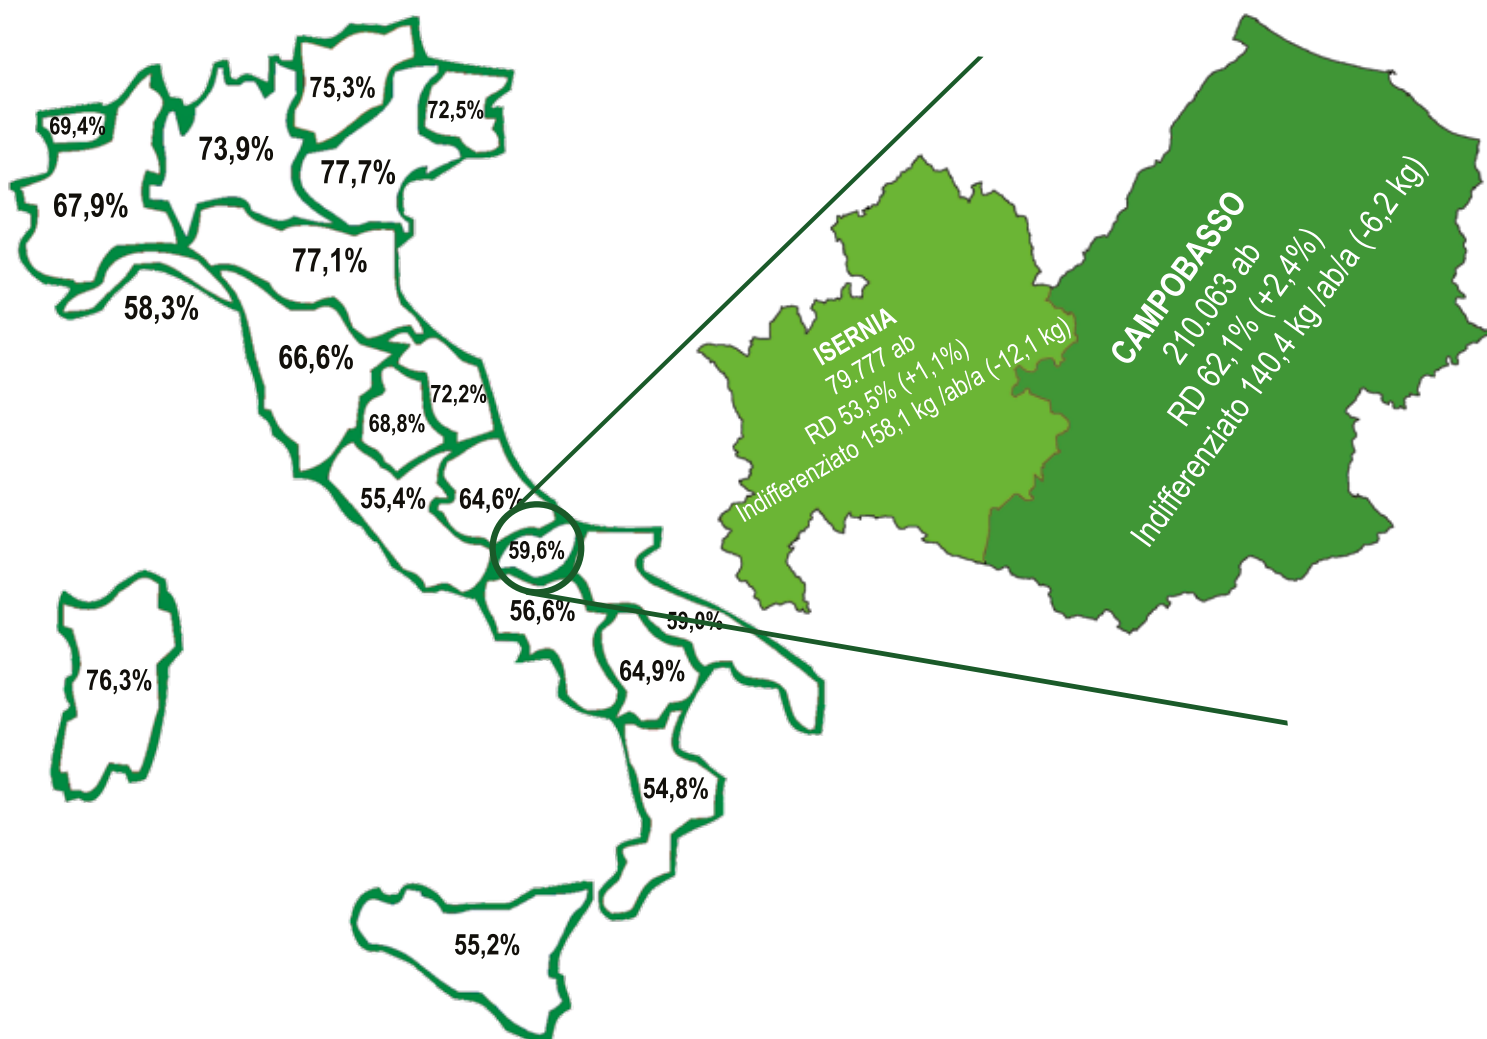 75,3%
72,5%
69,4%
73,9%
77,7%
67,9%
77,1%
58,3%
66,6%
72,2%
68,8%
55,4%
64,6%
59,6%
56,6%
59,0%
64,9%
76,3%
54,8%
55,2%
ISERNIA
79.777 ab
RD 53,5% (+1,1%)
Indifferenziato 158,1 kg /ab/a (-12,1 kg)
CAMPOBASSO
210.063 ab
RD 62,1% (+2,4%)
Indifferenziato 140,4 kg /ab/a (-6,2 kg)